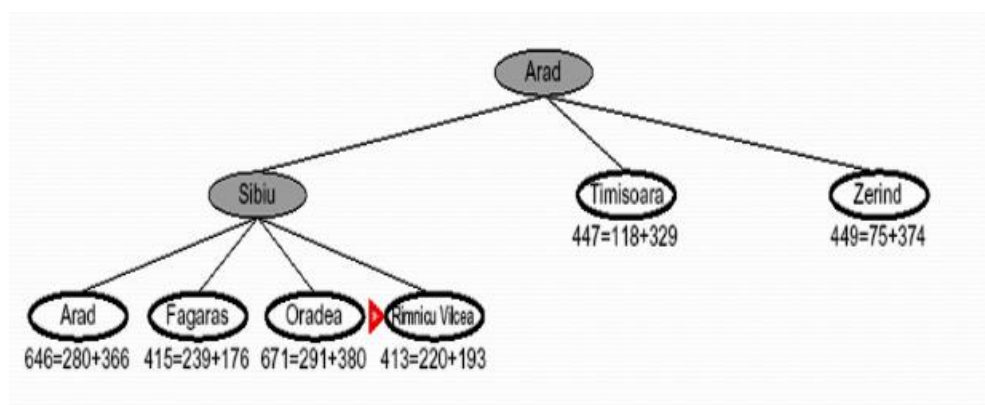 Arad
Sibiu
Timisoara
Zerind
447=118+329
449=75+374
Arad
Fagaras
Oradea
Rimnicu Vilcea
646=280+366
415=239+176
671=291+380
413=220+193